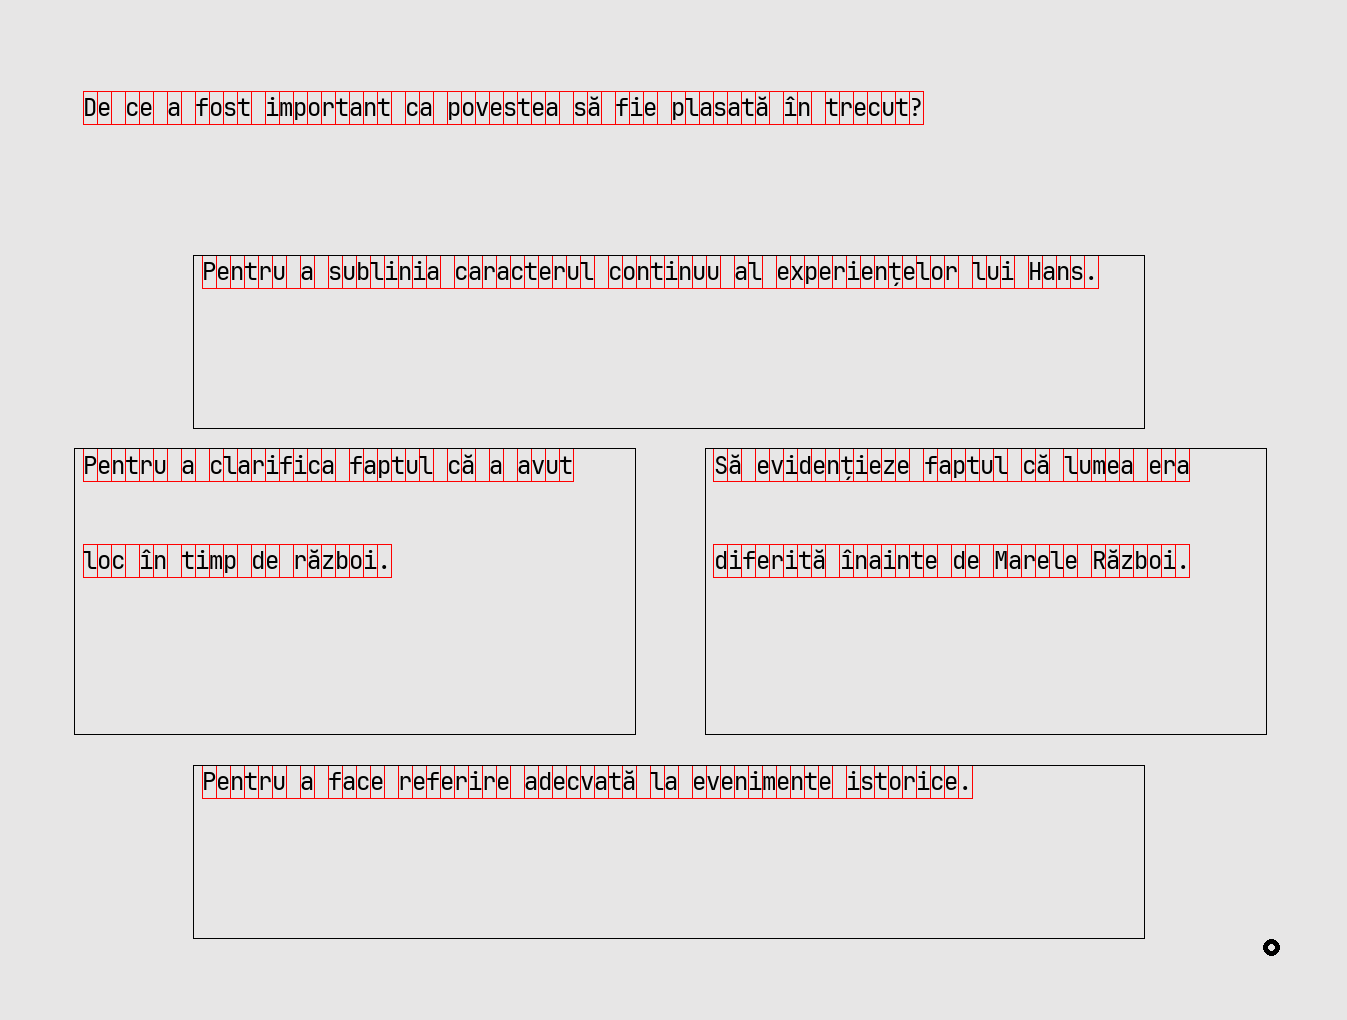 De ce a fost important ca povestea să fie plasată în trecut?
Pentru a sublinia caracterul continuu al experiențelor lui Hans.
Pentru a clarifica faptul că a avut
loc în timp de război.
Să evidențieze faptul că lumea era
diferită înainte de Marele Război.
Pentru a face referire adecvată la evenimente istorice.